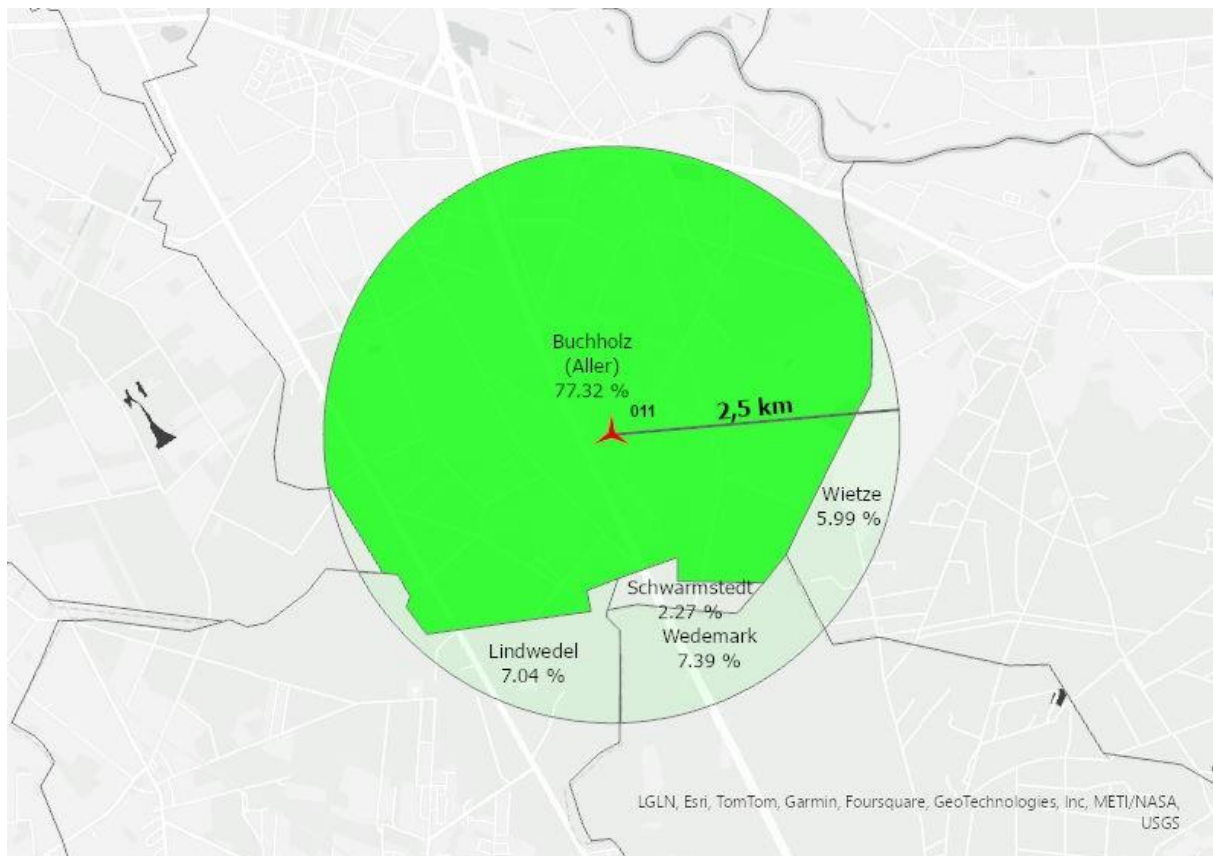 Buchholz
(Aller)
77.32 %
011
2,5 km
Wietze
5.99 %
Schwarmstedt
2.27 %
Wedemark
7.39 %
Lindwedel
7.04 %
LGLN, Esri, TomTom, Garmin, Foursquare, GeoTechnologies, Inc, METI/NASA,
USGS